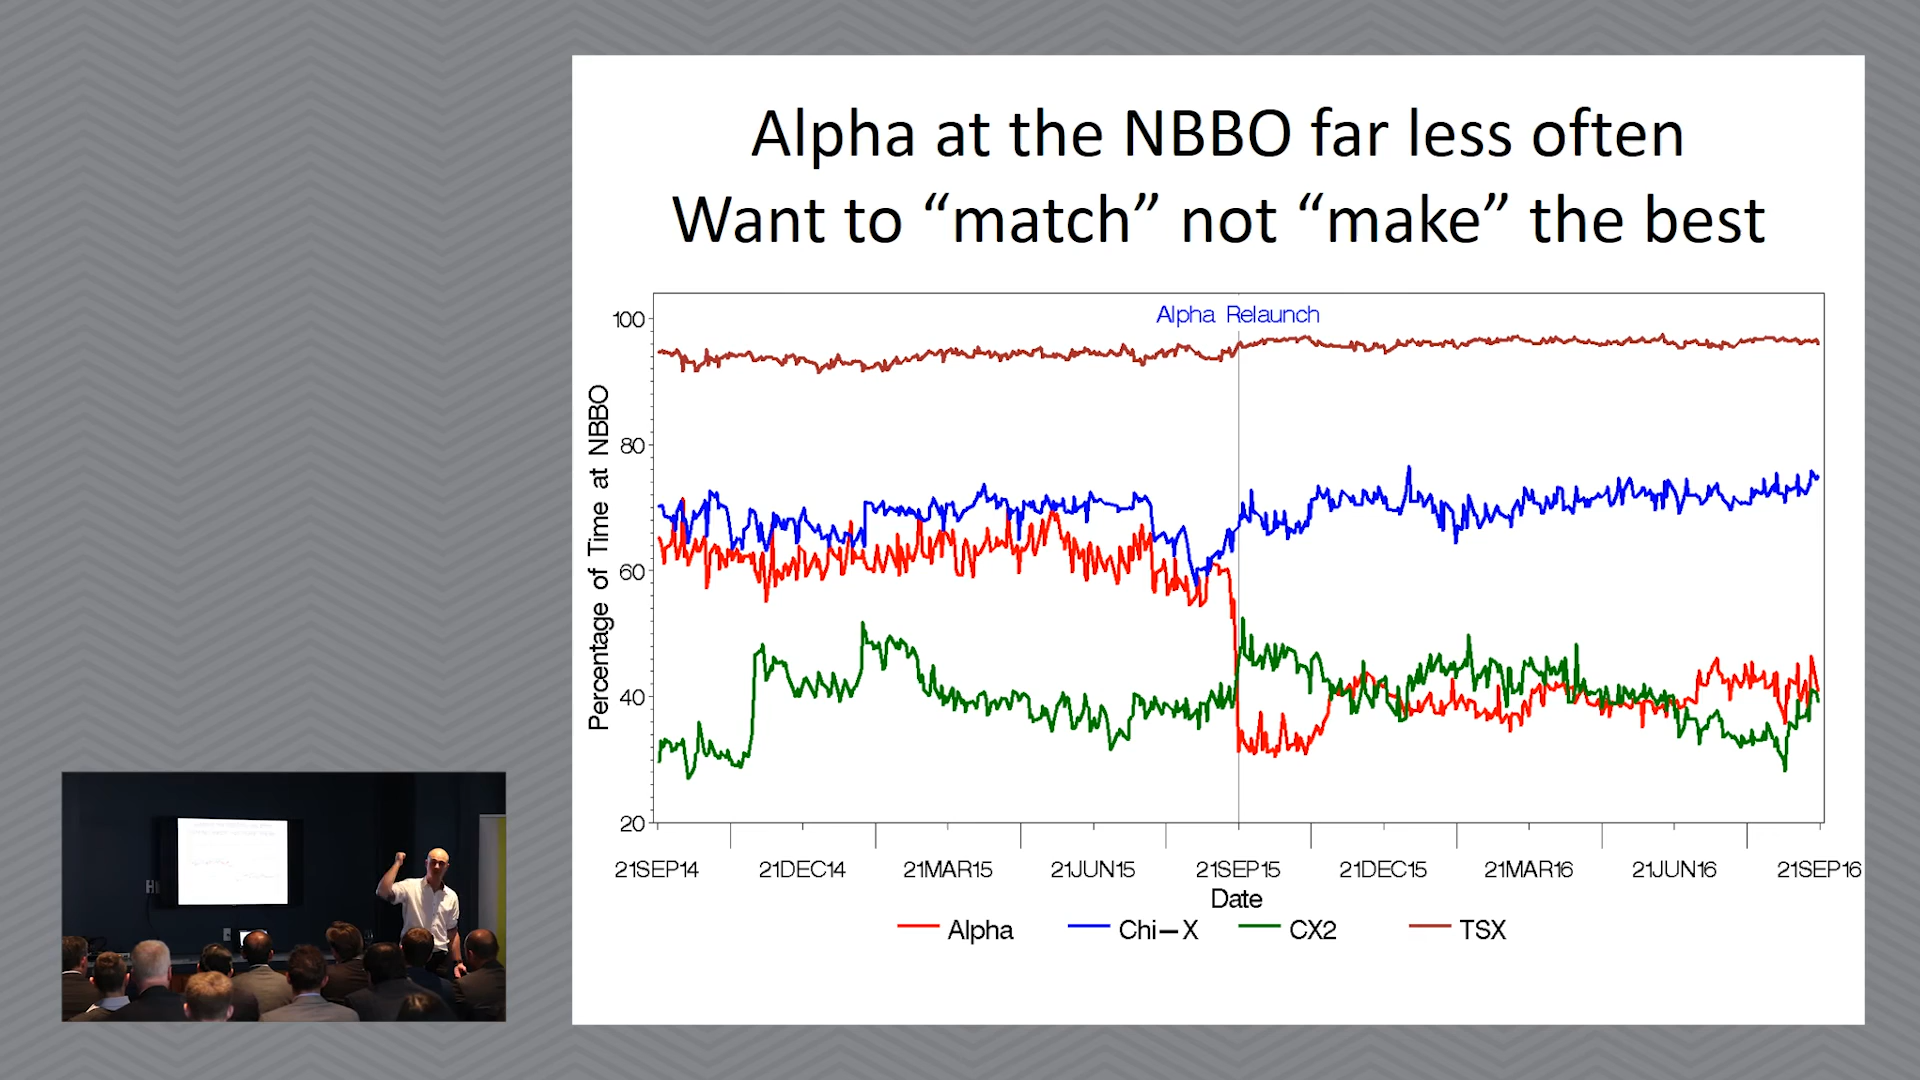 Alpha at the NBBO far less often
Want to “match” not “make” the best
Alpha Relaunch
Percentage of Time at NBBO
100
80
60
40
20
21SEP14 21DEC14 21MAR15 21JUN15 21SEP15 21DEC15 21MAR16 21JUN16 21SEP16
Date
Alpha Chi-X CX2 TSX